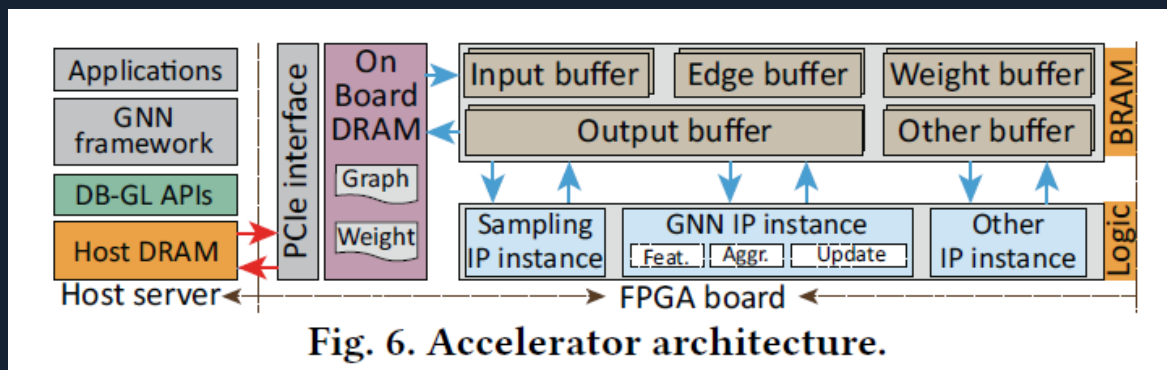 Applications
GNN
framework
DB-GL APIs
Host DRAM
PCIe interface
On
Board
DRAM
Graph
Weight
Input buffer
Edge buffer
Weight buffer
Output buffer
Other buffer
BRAM
Sampling
IP instance
GNN IP instance
Feat.
Aggr.
Update
Other
IP instance
Logic
Host server
FPGA board
Fig. 6. Accelerator architecture.